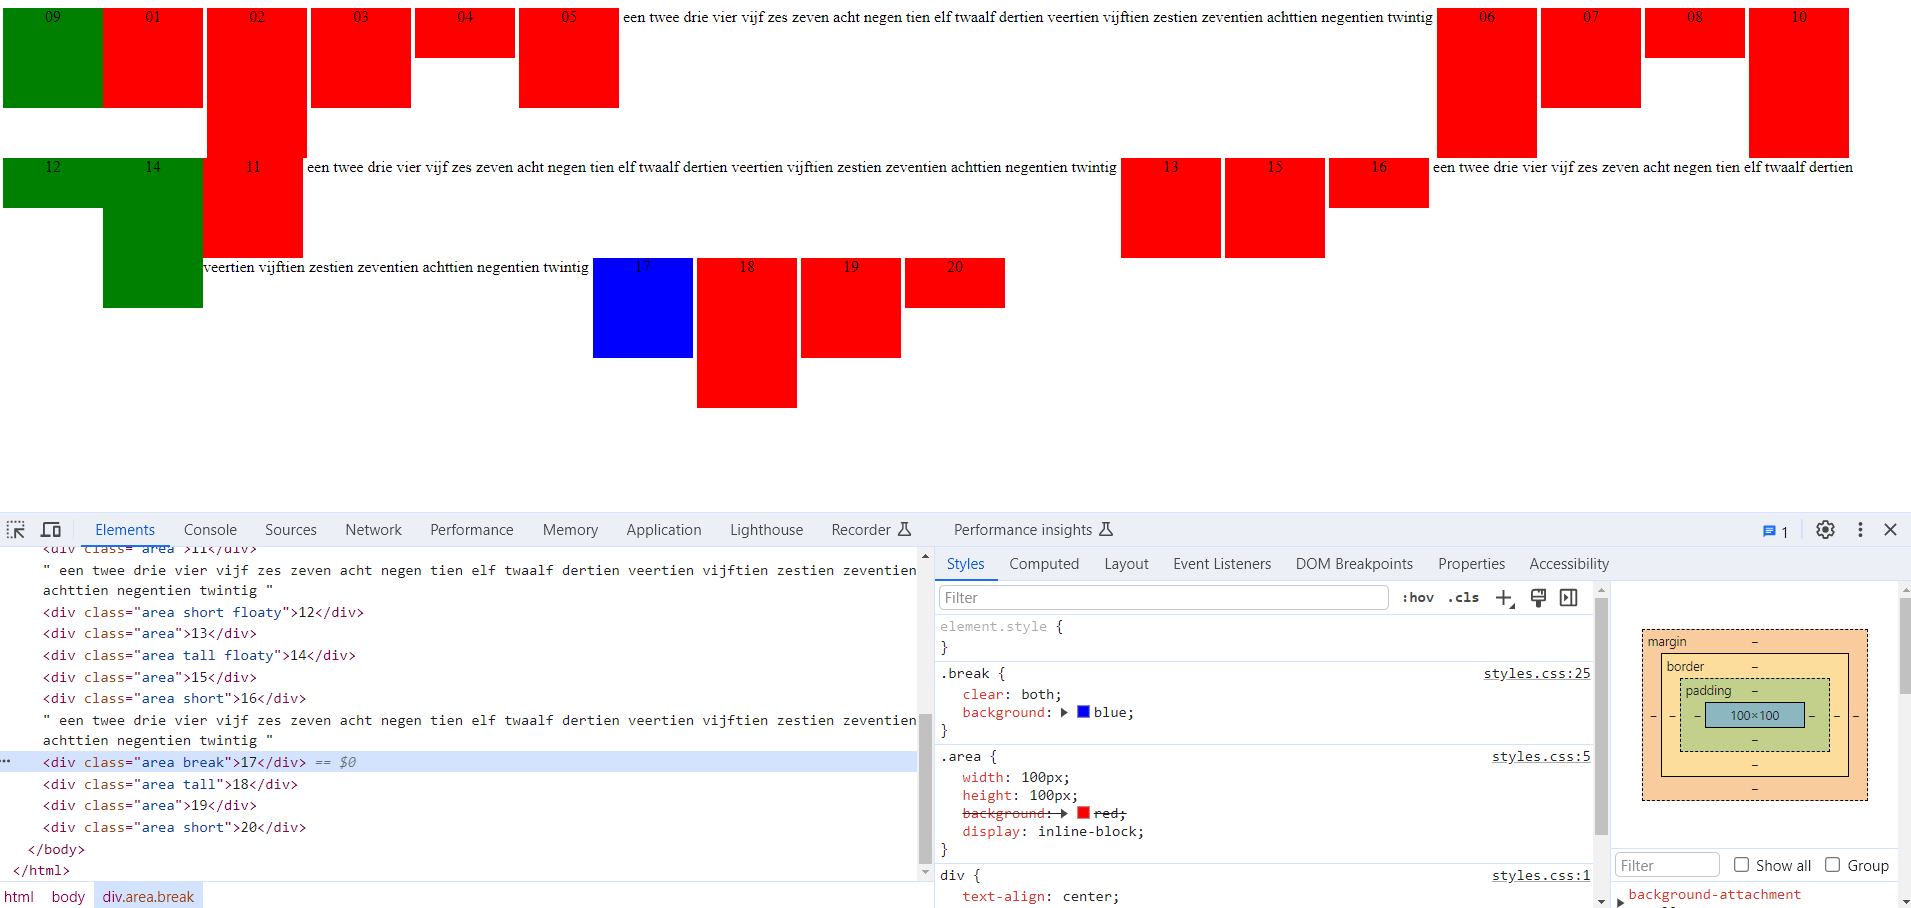 09 01 02 03 04 05 een twee drie vier vijf zes zeven acht negen tien elf twaalf dertien veertien vijftien zestien zeventien achttien negentien twintig 06 07 08 10
12 14 11 een twee drie vier vijf zes zeven acht negen tien elf twaalf dertien veertien vijftien zestien zeventien achttien negentien twintig 13 15 16 een twee drie vier vijf zes zeven acht negen tien elf twaalf dertien
veertien vijftien zestien zeventien achttien negentien twintig 17 18 19 20
Elements Console Sources Network Performance Memory Application Lighthouse Recorder Performance insights 1
<div class="area">11</div>
" een twee drie vier vijf zes zeven acht negen tien elf twaalf dertien veertien vijftien zestien zeventien
achttien negentien twintig "
<div class="area short floaty">12</div>
<div class="area">13</div>
<div class="area tall floaty">14</div>
<div class="area">15</div>
<div class="area short">16</div>
" een twee drie vier vijf zes zeven acht negen tien elf twaalf dertien veertien vijftien zestien zeventien
achttien negentien twintig "
<div class="area break">17</div> == $0
<div class="area tall">18</div>
<div class="area">19</div>
<div class="area short">20</div>
</body>
</html>
html body div.area.break
Styles Computed Layout Event Listeners DOM Breakpoints Properties Accessibility
Filter :hov .cls
element.style {
}
.break { styles.css:25
clear: both;
background: blue;
}
.area { styles.css:5
width: 100px;
height: 100px;
background: red;
display: inline-block;
}
div { styles.css:1
text-align: center;
margin –
border –
padding –
– – – 100×100 – – –
–
–
–
Filter Show all Group
background-attachment